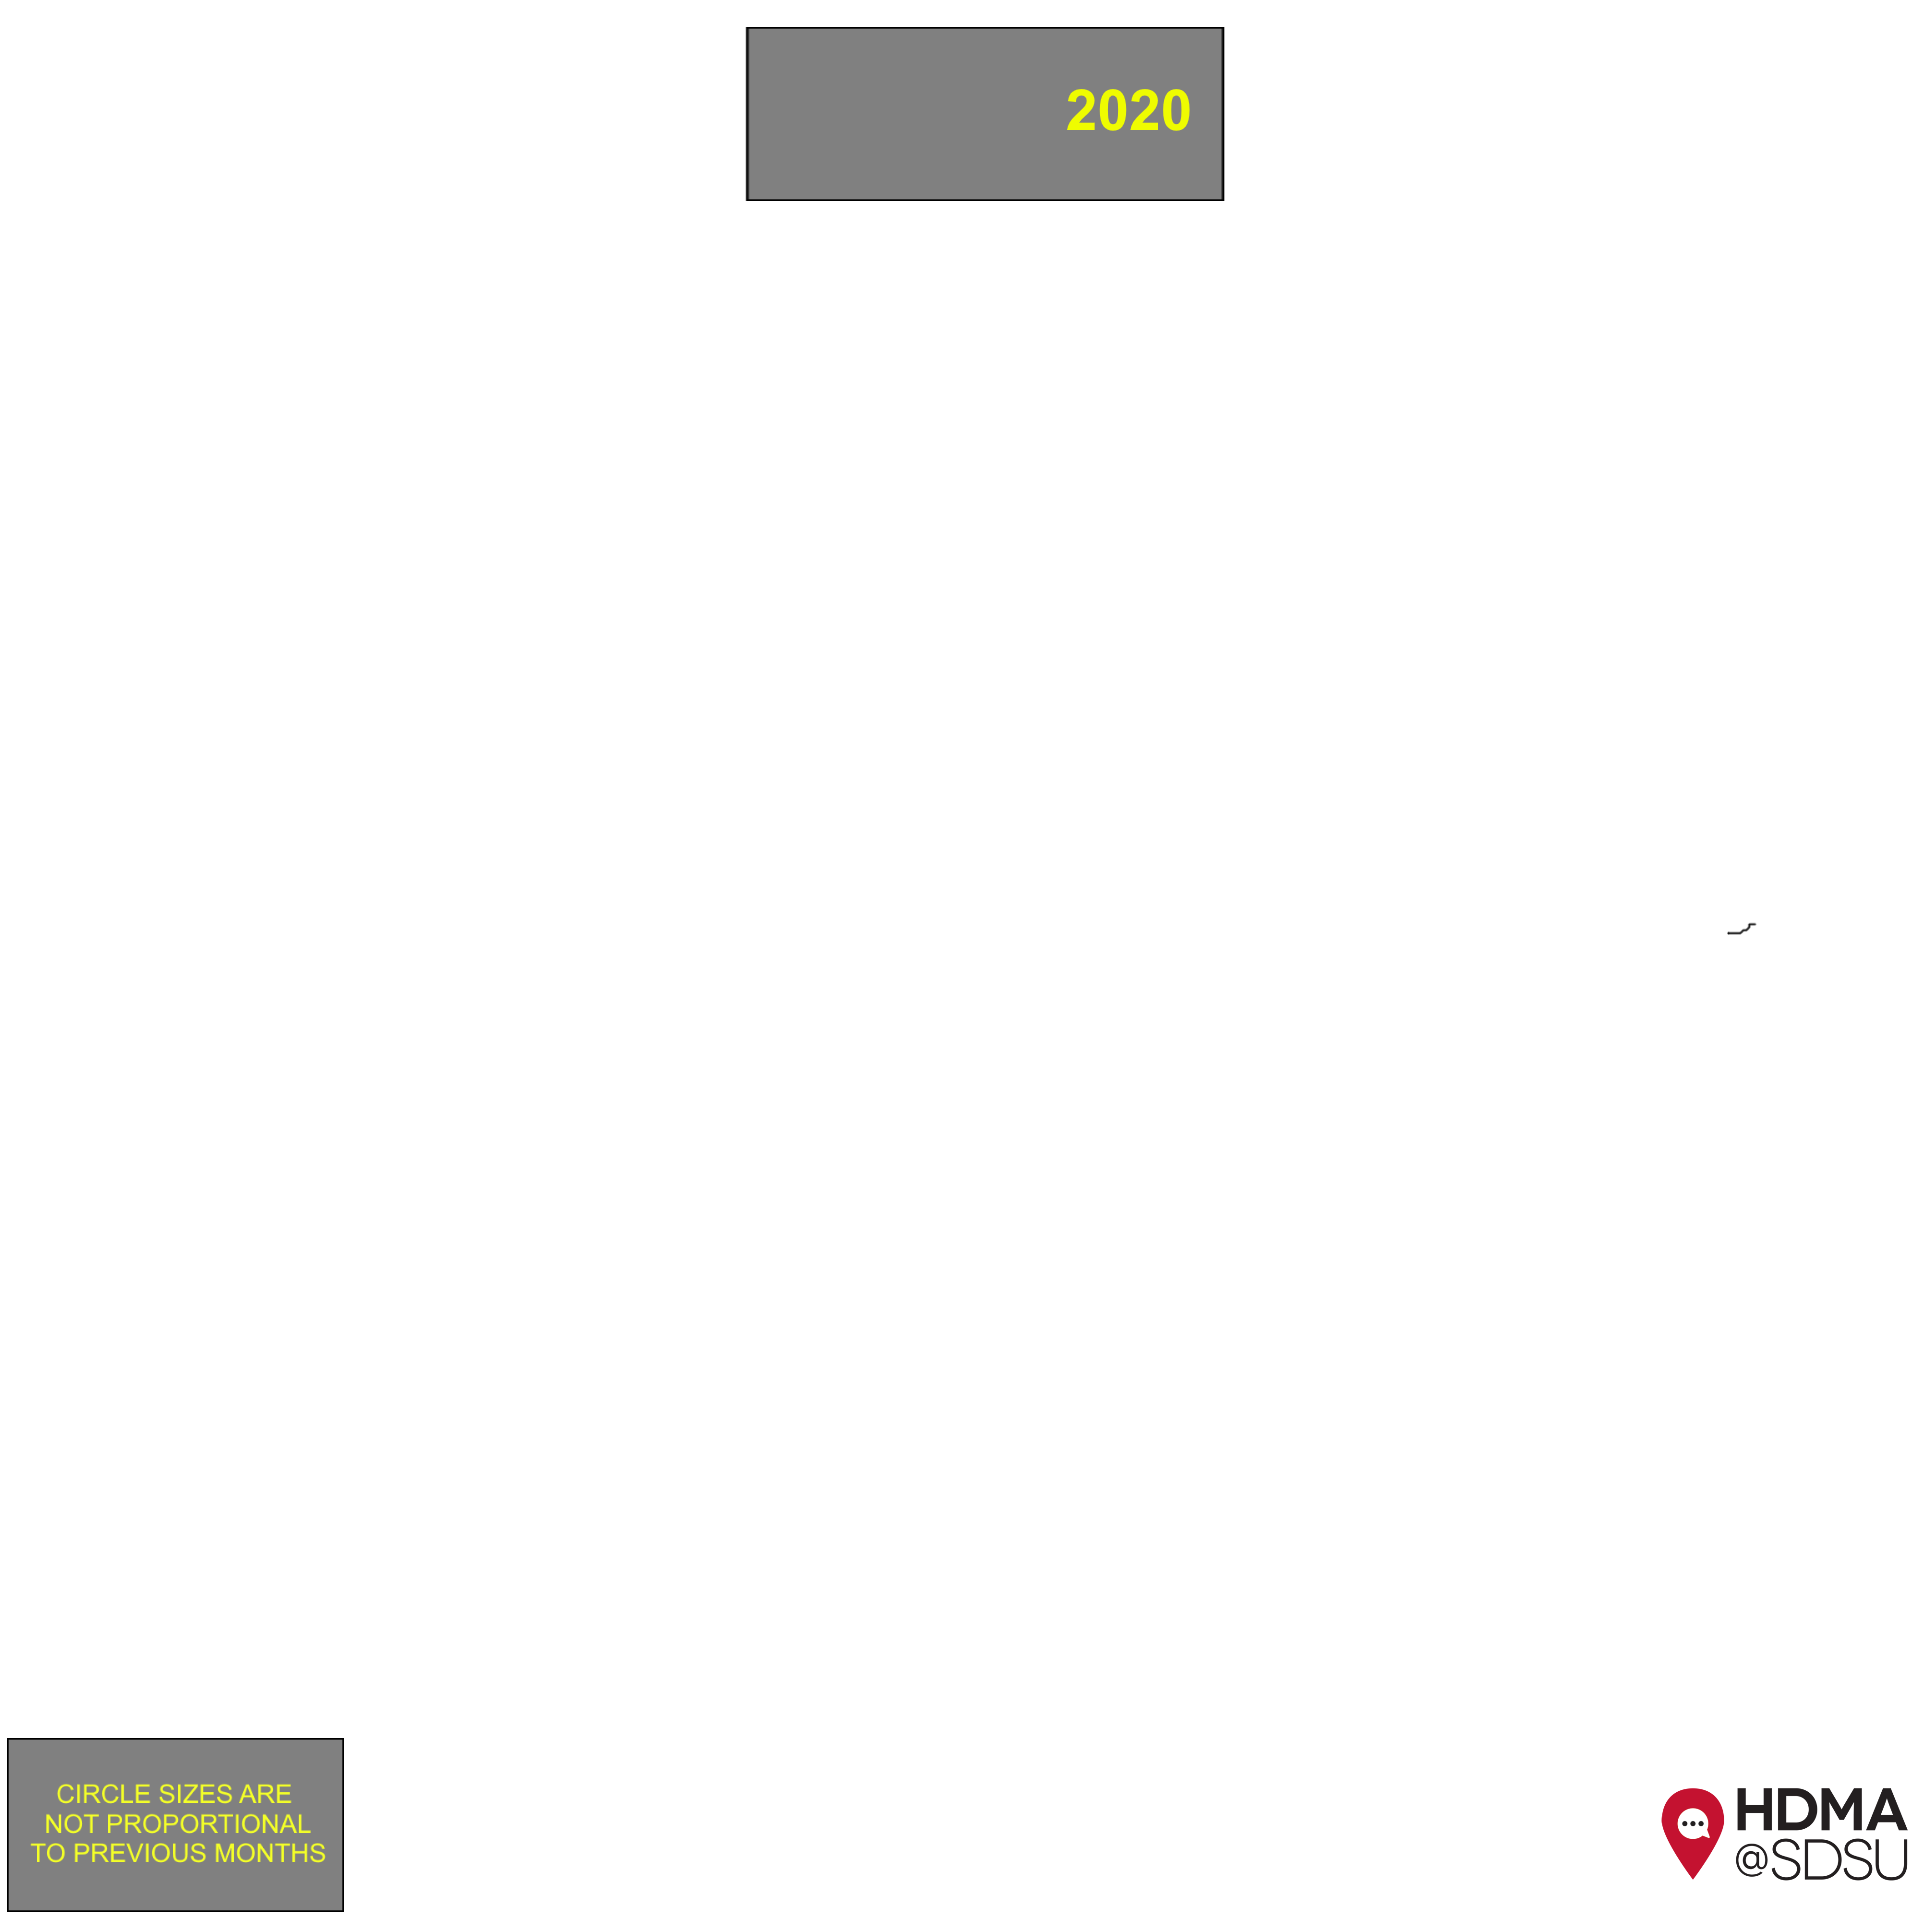 2020
CIRCLE SIZES ARE
NOT PROPORTIONAL
TO PREVIOUS MONTHS
HDMA
@SDSU